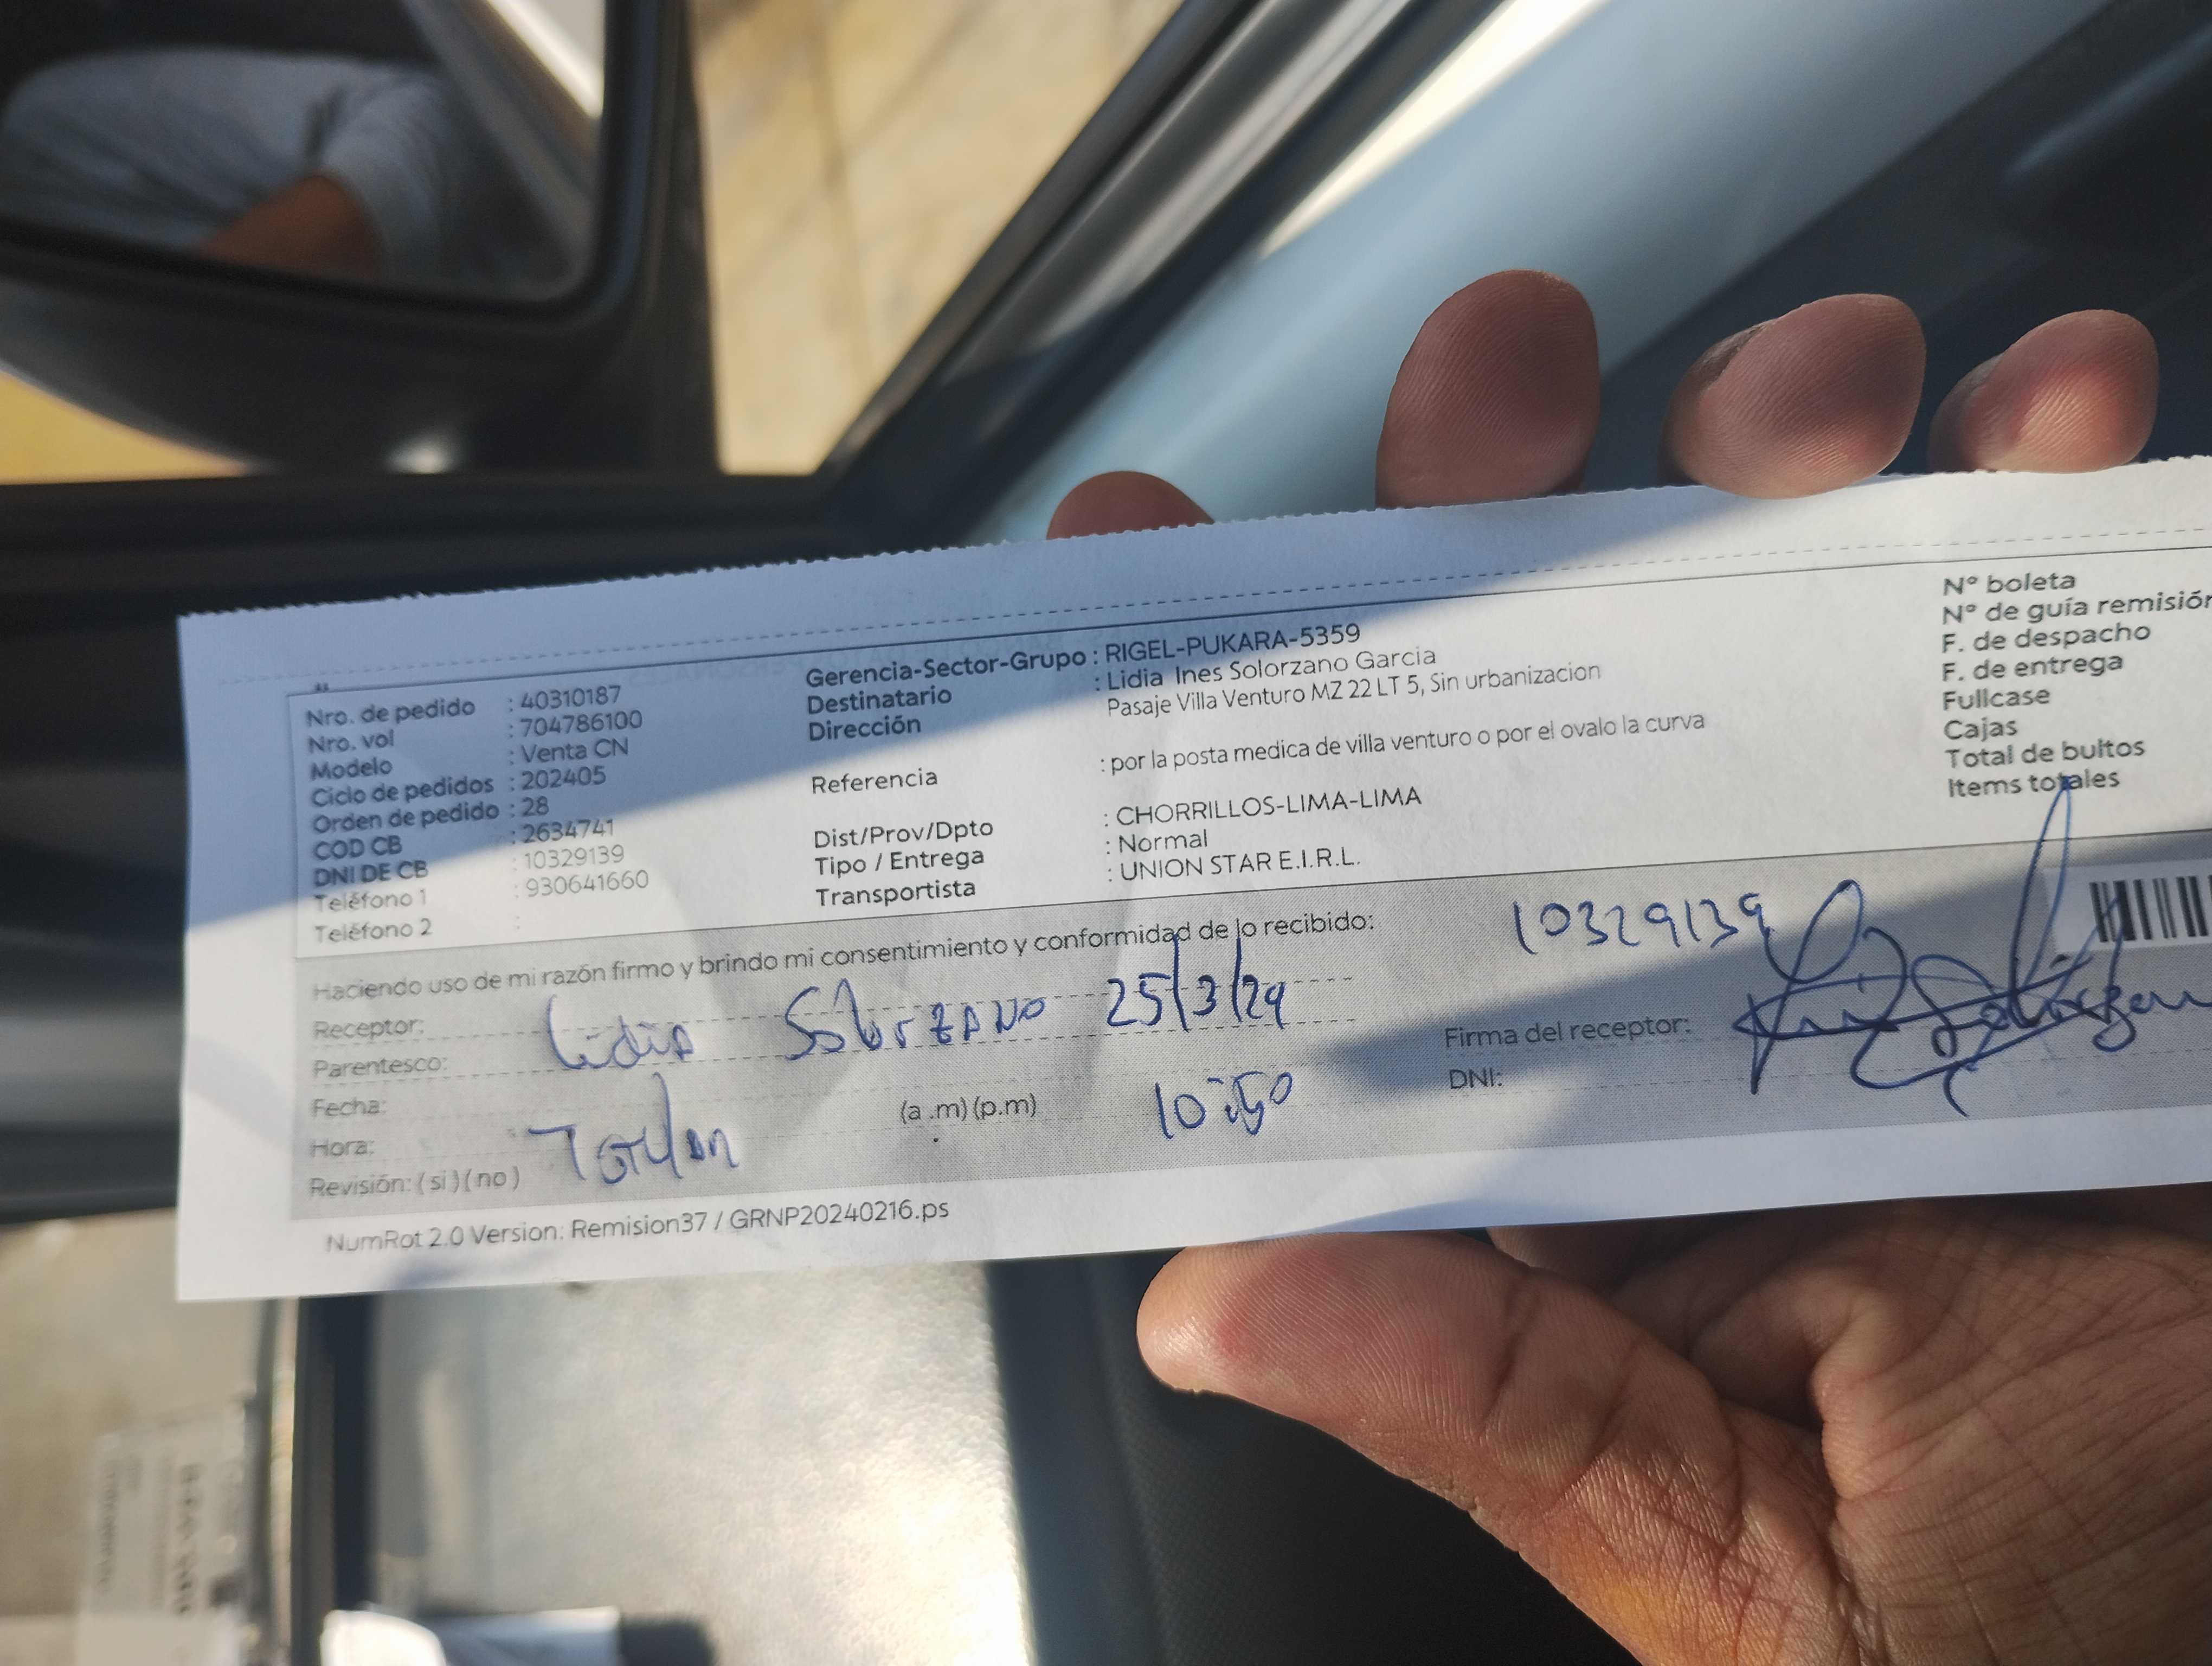 Nro. de pedido : 40310187
Nro. vol : 704786100
Modelo : Venta CN
Ciclo de pedidos : 202405
Orden de pedido : 28
COD CB : 2634741
DNI DE CB : 10329139
Teléfono 1 : 930641660
Teléfono 2 :
Gerencia-Sector-Grupo : RIGEL-PUKARA-5359
Destinatario : Lidia Ines Solorzano Garcia
Dirección Pasaje Villa Venturo MZ 22 LT 5, Sin urbanizacion
Referencia : por la posta medica de villa venturo o por el ovalo la curva
Dist/Prov/Dpto : CHORRILLOS-LIMA-LIMA
Tipo / Entrega : Normal
Transportista : UNION STAR E.I.R.L.
Nº boleta
Nº de guía remisión
F. de despacho
F. de entrega
Fullcase
Cajas
Total de bultos
Items totales
Haciendo uso de mi razón firmo y brindo mi consentimiento y conformidad de lo recibido:
10329139
Receptor: Lidia Solorzano 25/3/24
Parentesco:
Fecha:
Hora: (a .m) (p.m) 10:50
Revisión: ( si ) ( no )
Firma del receptor:
DNI:
NumRot 2.0 Version: Remision37 / GRNP20240216.ps